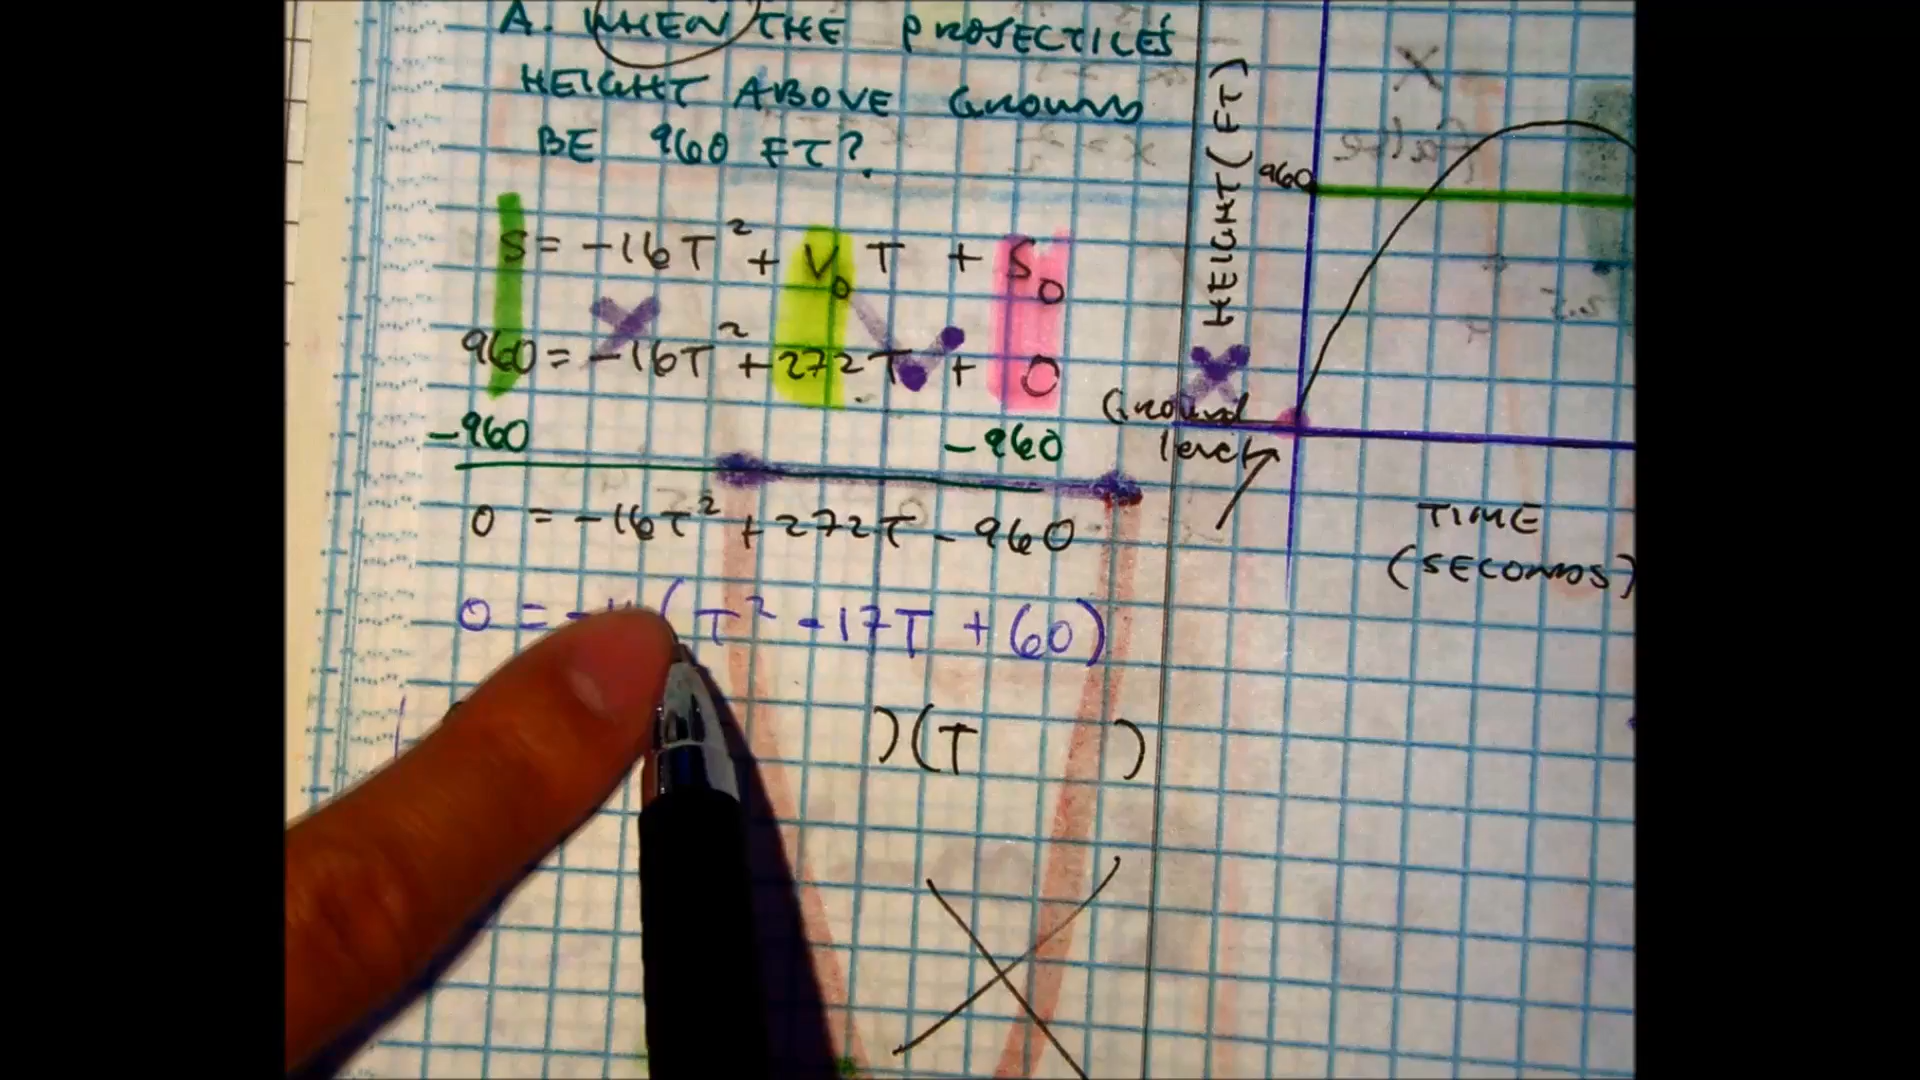 A. WHEN THE PROJECTILE'S
HEIGHT ABOVE GROUND
BE 960 FT?
S = -16T² + V₀T + S₀
960 = -16T² + 272T + 0
-960 -960
0 = -16T² + 272T - 960
0 = - (T² - 17T + 60)
)(T )
HEIGHT (FT)
960
Ground
level
TIME
(SECONDS)